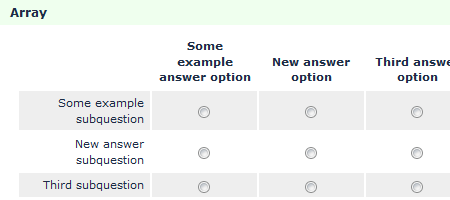 Array
Some
example
answer option
New answer
option
Third answe
option
Some example
subquestion
New answer
subquestion
Third subquestion